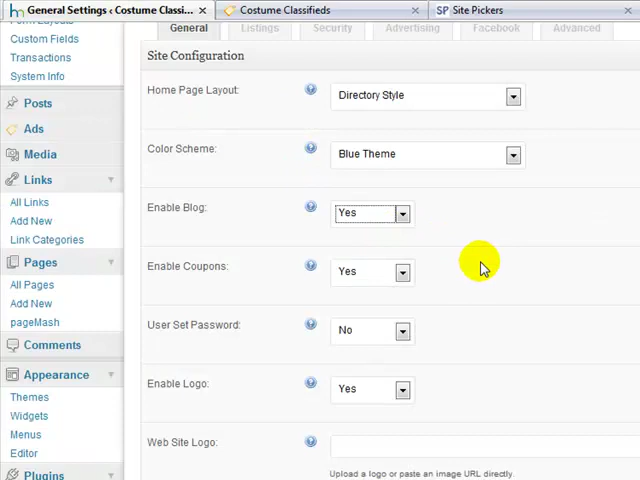 General Settings ‹ Costume Classi...
Costume Classifieds
SP Site Pickers
Form Layouts
Custom Fields
Transactions
System Info
Posts
Ads
Media
Links
All Links
Add New
Link Categories
Pages
All Pages
Add New
pageMash
Comments
Appearance
Themes
Widgets
Menus
Editor
Plugins
General
Listings
Security
Advertising
Facebook
Advanced
Site Configuration
Home Page Layout:
Directory Style
Color Scheme:
Blue Theme
Enable Blog:
Yes
Enable Coupons:
Yes
User Set Password:
No
Enable Logo:
Yes
Web Site Logo:
Upload a logo or paste an image URL directly.